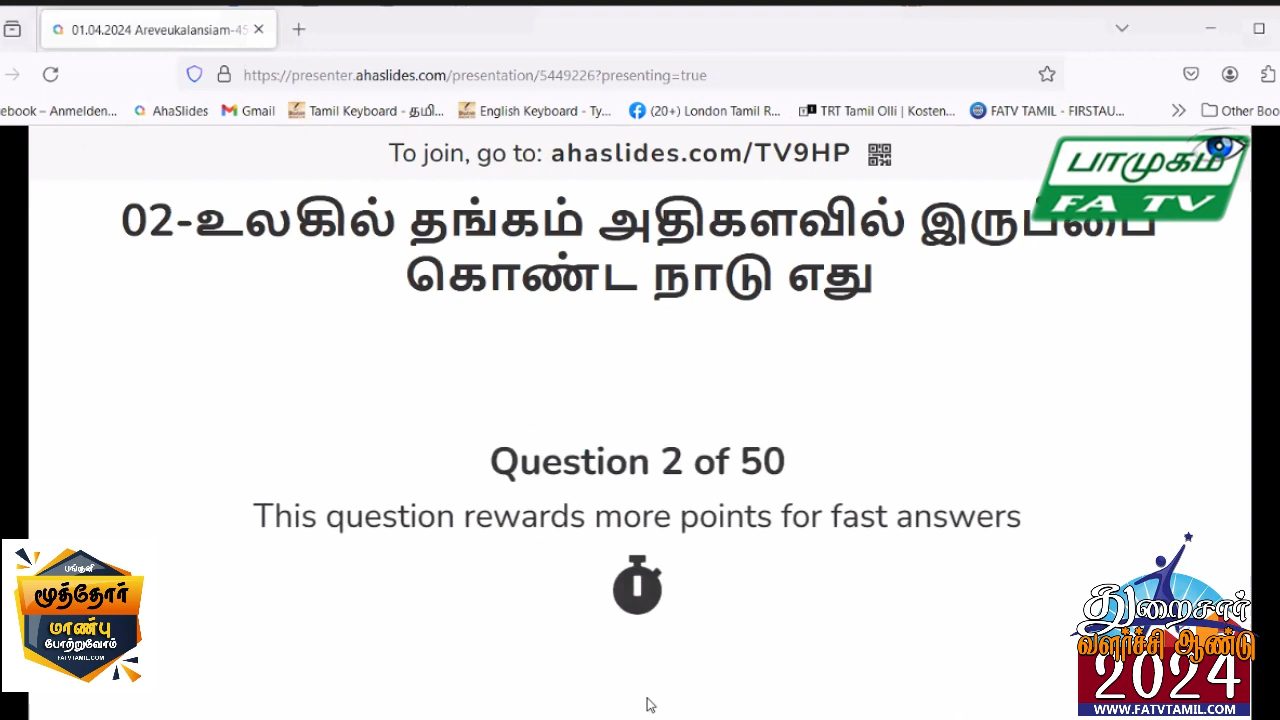 01.04.2024 Areveukalansiam-45
https://presenter.ahaslides.com/presentation/5449226?presenting=true
ebook – Anmelden... AhaSlides Gmail Tamil Keyboard - தமி... English Keyboard - Ty... (20+) London Tamil R... TRT Tamil Olli | Kosten... FATV TAMIL - FIRSTAU... Other Boo
To join, go to: ahaslides.com/TV9HP
பாமுகம்
FA TV
02-உலகில் தங்கம் அதிகளவில் இருப்பை
கொண்ட நாடு எது
Question 2 of 50
This question rewards more points for fast answers
பங்குனி
மூத்தோர்
மாண்பு
போற்றுவோம்
FATVTAMIL.COM
துறைசார்
வளர்ச்சி ஆண்டு
2024
WWW.FATVTAMIL.COM